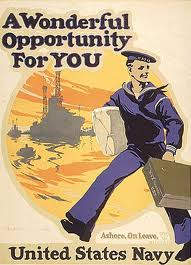 A Wonderful
Opportunity
For YOU
Ashore, On Leave,
United States Navy